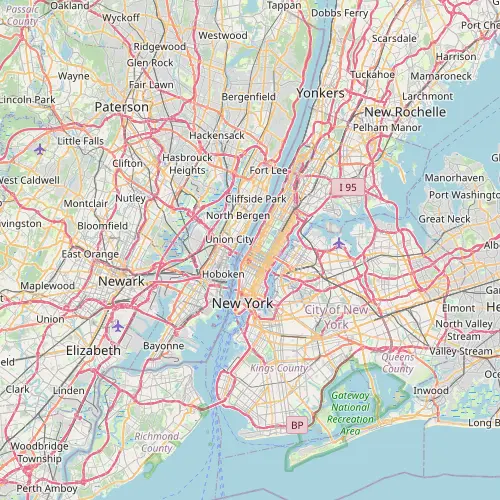 Passaic
County
Oakland
Wyckoff
Tappan
Dobbs Ferry
Scarsdale
Port Che
Westwood
Ridgewood
Glen Rock
Harrison
Tuckahoe
Mamaroneck
Wayne
Fair Lawn
Lincoln Park
Bergenfield
Yonkers
Larchmont
Paterson
New Rochelle
Pelham Manor
Little Falls
Hackensack
Clifton
Hasbrouck
Heights
Fort Lee
West Caldwell
Manorhaven
I 95
Port Washington
Nutley
Cliffside Park
Montclair
North Bergen
Great Neck
Livingston
Bloomfield
Union City
East Orange
Albe
Hoboken
Maplewood
Newark
Gar
New York
City of New
York
Elmont
He
Union
North Valley
Stream
Bayonne
Elizabeth
Valley Stream
Queens
County
Kings County
Oce
Clark
Linden
Inwood
Gateway
National
Recreation
Area
BP
Long B
Richmond
County
Woodbridge
Township
Perth Amboy